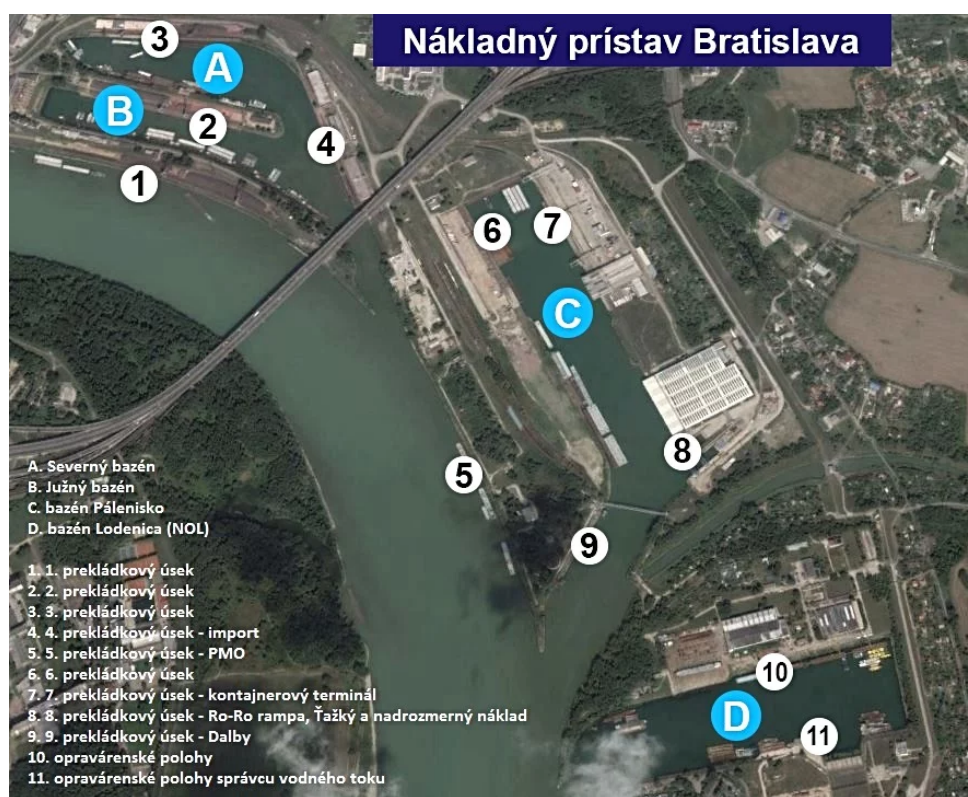 Nákladný prístav Bratislava
3
A
B
2
4
1
6
7
C
5
8
9
10
D
11
A. Severný bazén
B. Južný bazén
C. bazén Pálenisko
D. bazén Lodenica (NOL)
1. 1. prekládkový úsek
2. 2. prekládkový úsek
3. 3. prekládkový úsek
4. 4. prekládkový úsek - import
5. 5. prekládkový úsek - PMO
6. 6. prekládkový úsek
7. 7. prekládkový úsek - kontajnerový terminál
8. 8. prekládkový úsek - Ro-Ro rampa, Ťažký a nadrozmerný náklad
9. 9. prekládkový úsek - Dalby
10. opravárenské polohy
11. opravárenské polohy správcu vodného toku